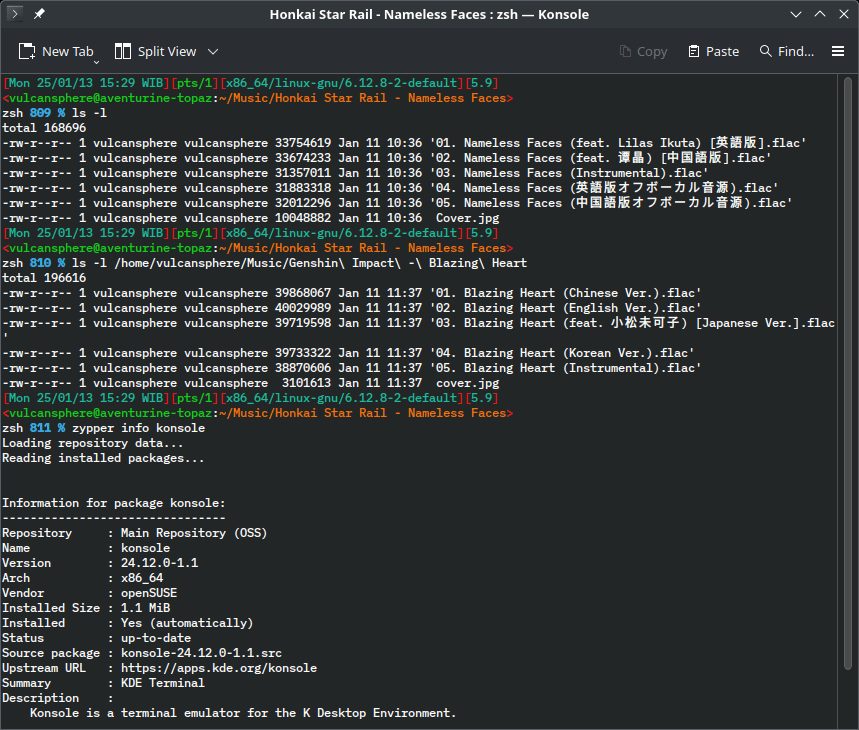 Honkai Star Rail - Nameless Faces : zsh — Konsole
New Tab Split View Copy Paste Find...
[Mon 25/01/13 15:29 WIB][pts/1][x86_64/linux-gnu/6.12.8-2-default][5.9]
<vulcansphere@aventurine-topaz:~/Music/Honkai Star Rail - Nameless Faces>
zsh 809 % ls -l
total 168696
-rw-r--r-- 1 vulcansphere vulcansphere 33754619 Jan 11 10:36 '01. Nameless Faces (feat. Lilas Ikuta) [英語版].flac'
-rw-r--r-- 1 vulcansphere vulcansphere 33674233 Jan 11 10:36 '02. Nameless Faces (feat. 谭晶) [中国語版].flac'
-rw-r--r-- 1 vulcansphere vulcansphere 31357011 Jan 11 10:36 '03. Nameless Faces (Instrumental).flac'
-rw-r--r-- 1 vulcansphere vulcansphere 31883318 Jan 11 10:36 '04. Nameless Faces (英語版オフボーカル音源).flac'
-rw-r--r-- 1 vulcansphere vulcansphere 32012296 Jan 11 10:36 '05. Nameless Faces (中国語版オフボーカル音源).flac'
-rw-r--r-- 1 vulcansphere vulcansphere 10048882 Jan 11 10:36  Cover.jpg
[Mon 25/01/13 15:29 WIB][pts/1][x86_64/linux-gnu/6.12.8-2-default][5.9]
<vulcansphere@aventurine-topaz:~/Music/Honkai Star Rail - Nameless Faces>
zsh 810 % ls -l /home/vulcansphere/Music/Genshin\ Impact\ -\ Blazing\ Heart
total 196616
-rw-r--r-- 1 vulcansphere vulcansphere 39868067 Jan 11 11:37 '01. Blazing Heart (Chinese Ver.).flac'
-rw-r--r-- 1 vulcansphere vulcansphere 40029989 Jan 11 11:37 '02. Blazing Heart (English Ver.).flac'
-rw-r--r-- 1 vulcansphere vulcansphere 39719598 Jan 11 11:37 '03. Blazing Heart (feat. 小松未可子) [Japanese Ver.].flac
'
-rw-r--r-- 1 vulcansphere vulcansphere 39733322 Jan 11 11:37 '04. Blazing Heart (Korean Ver.).flac'
-rw-r--r-- 1 vulcansphere vulcansphere 38870606 Jan 11 11:37 '05. Blazing Heart (Instrumental).flac'
-rw-r--r-- 1 vulcansphere vulcansphere  3101613 Jan 11 11:37  cover.jpg
[Mon 25/01/13 15:29 WIB][pts/1][x86_64/linux-gnu/6.12.8-2-default][5.9]
<vulcansphere@aventurine-topaz:~/Music/Honkai Star Rail - Nameless Faces>
zsh 811 % zypper info konsole
Loading repository data...
Reading installed packages...
Information for package konsole:
--------------------------------
Repository     : Main Repository (OSS)
Name           : konsole
Version        : 24.12.0-1.1
Arch           : x86_64
Vendor         : openSUSE
Installed Size : 1.1 MiB
Installed      : Yes (automatically)
Status         : up-to-date
Source package : konsole-24.12.0-1.1.src
Upstream URL   : https://apps.kde.org/konsole
Summary        : KDE Terminal
Description    :
    Konsole is a terminal emulator for the K Desktop Environment.